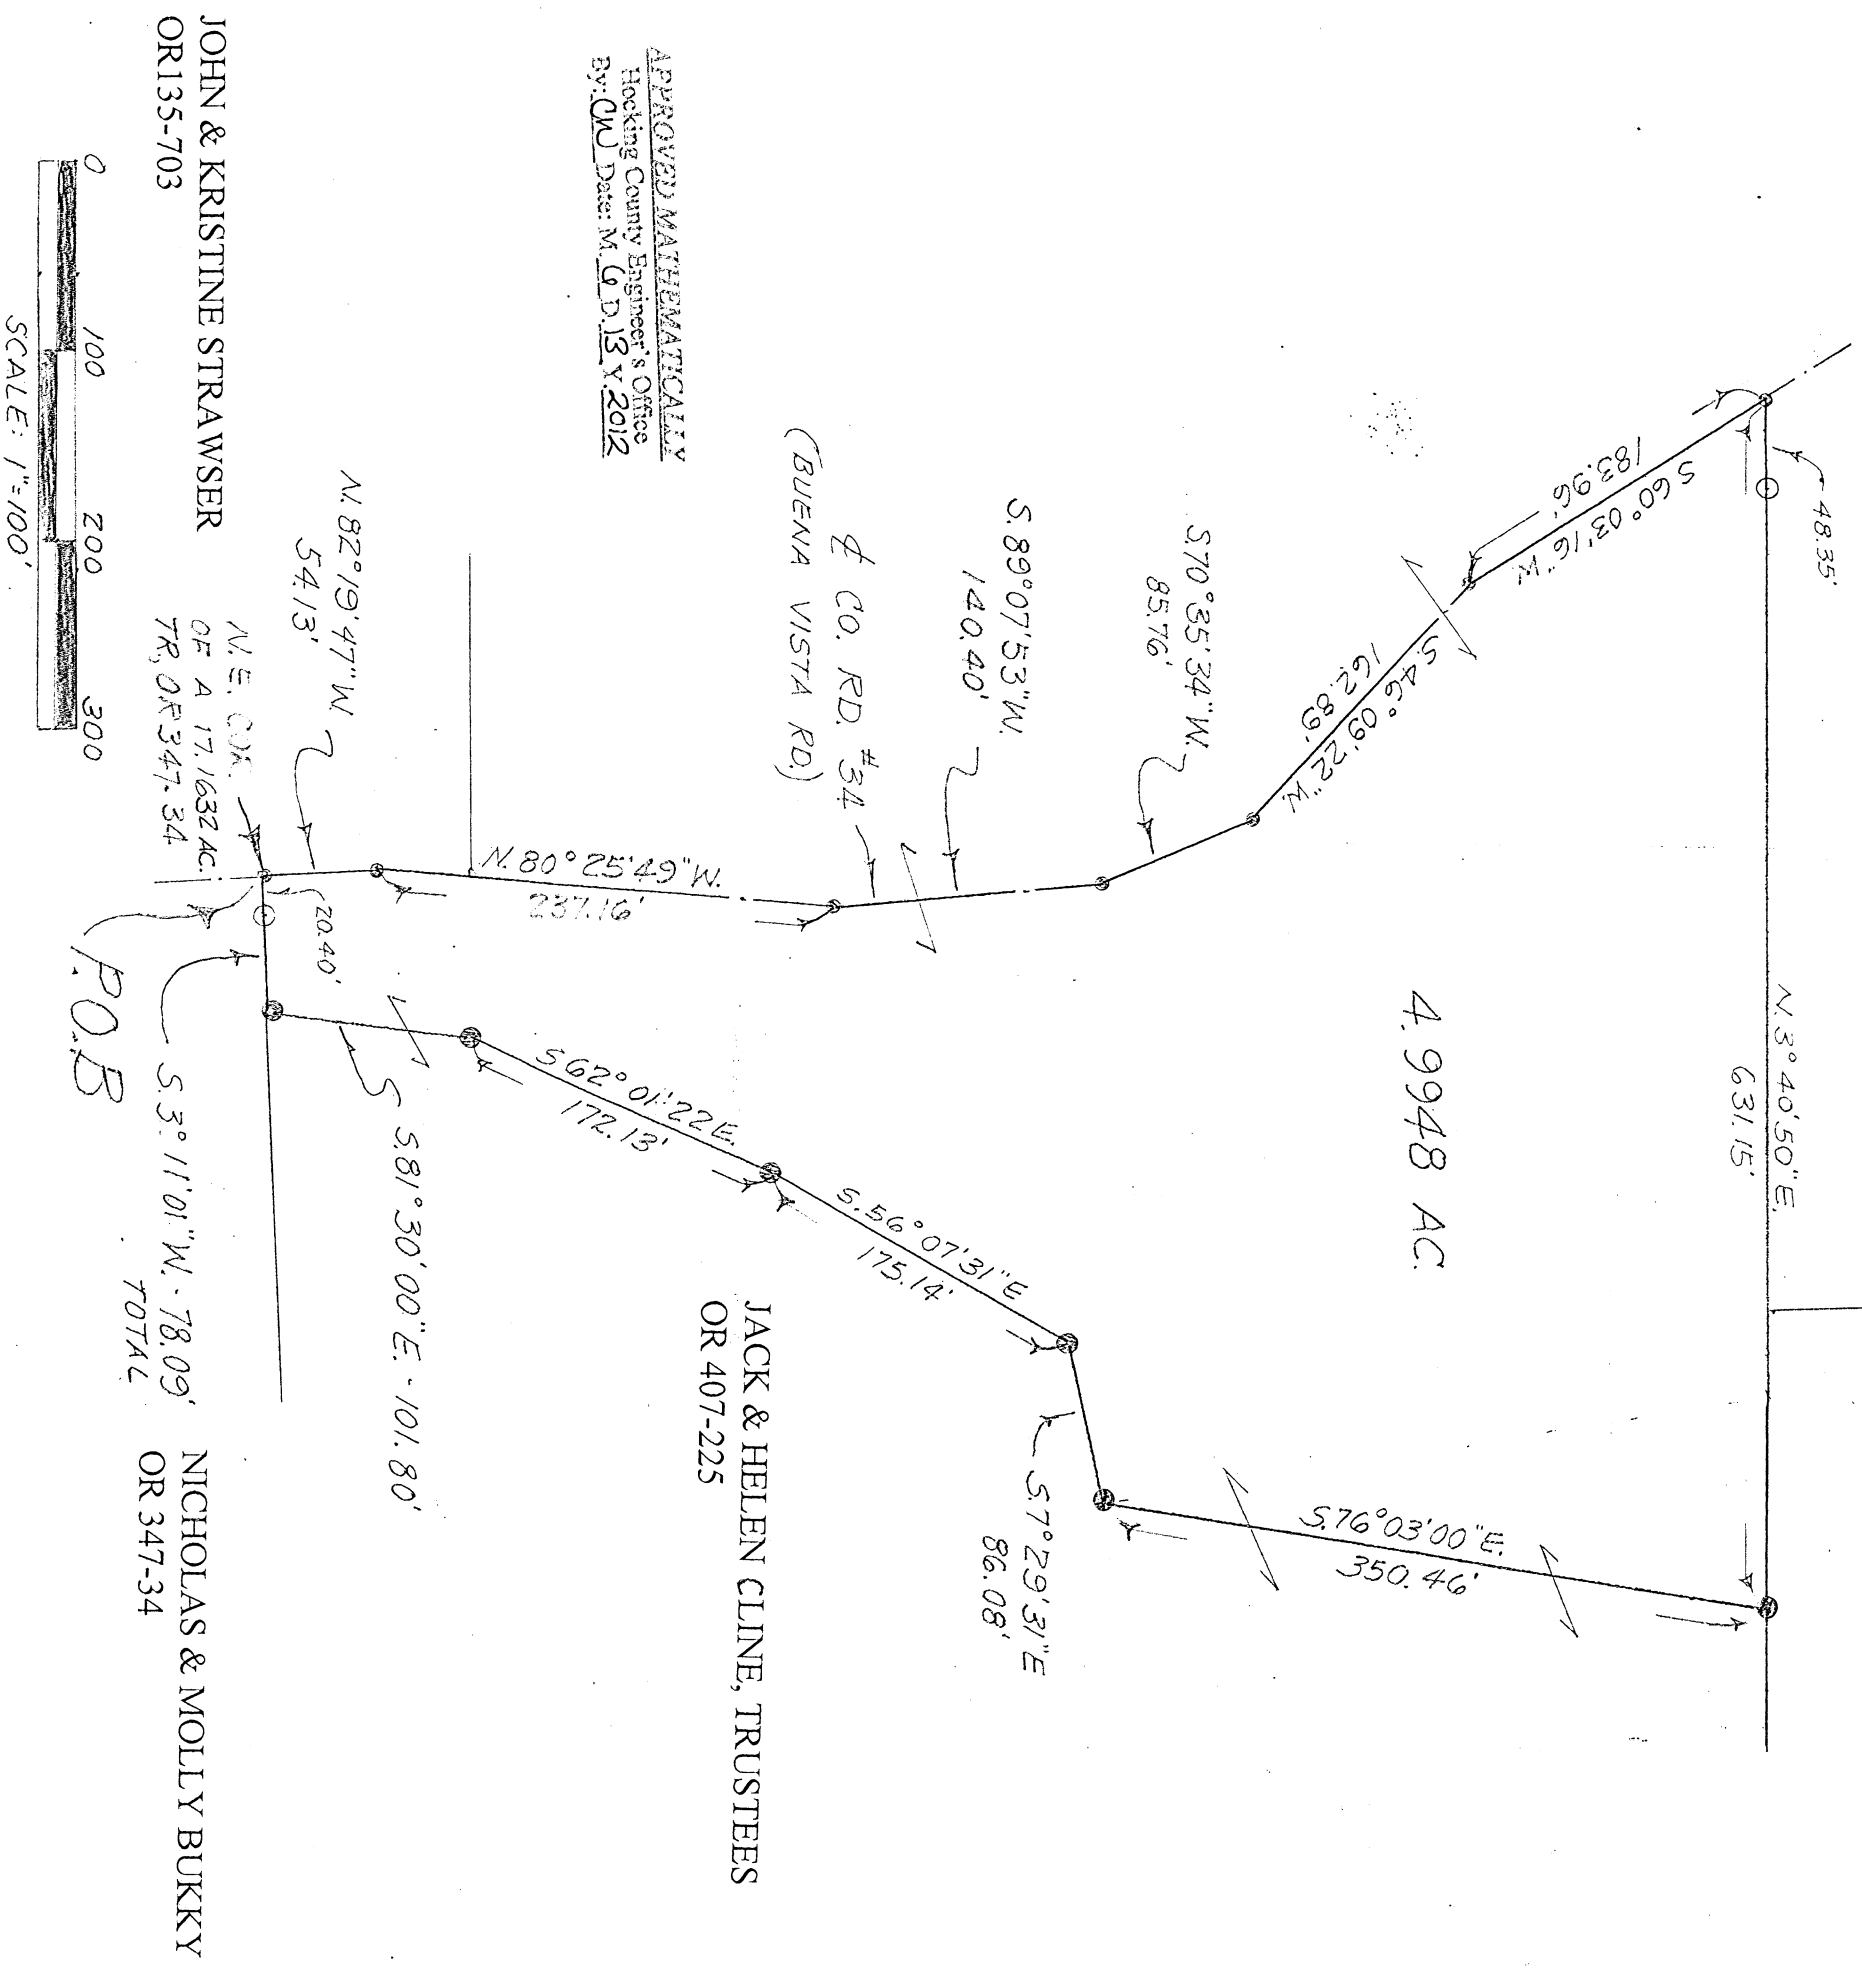 48.35'
N. 3° 40' 50" E.
631.15'
S 60° 03' 16" W.
183.96'
S. 46° 09' 22" W.
162.89'
S.70° 35' 34" W.
85.76'
S. 89° 07' 53" W.
140.40'
₵ CO. RD. #34
(BUENA VISTA RD.)
4.9948 AC.
APPROVED MATHEMATICALLY
Hocking County Engineer's Office
By: CW Date: M. 6 D. 13 Y. 2012
S.76° 03' 00" E.
350.46'
S.7° 29' 31" E
86.08'
S. 56° 07' 31" E
175.14'
S 62° 01' 22 E.
172.13'
N. 80° 25' 49" W.
237.16'
JACK & HELEN CLINE, TRUSTEES
OR 407-225
N. 82° 19' 47" W.
54.13'
S.81° 30' 00" E. - 101.80'
20.40'
N.E. COR.
OF A 17.1632 AC.
TR, OR 347-34
P.O.B
S.3° 11' 01" W. - 78.09'
TOTAL
JOHN & KRISTINE STRAWSER
OR135-703
NICHOLAS & MOLLY BUKKY
OR 347-34
0 100 200 300
SCALE: 1"=100'